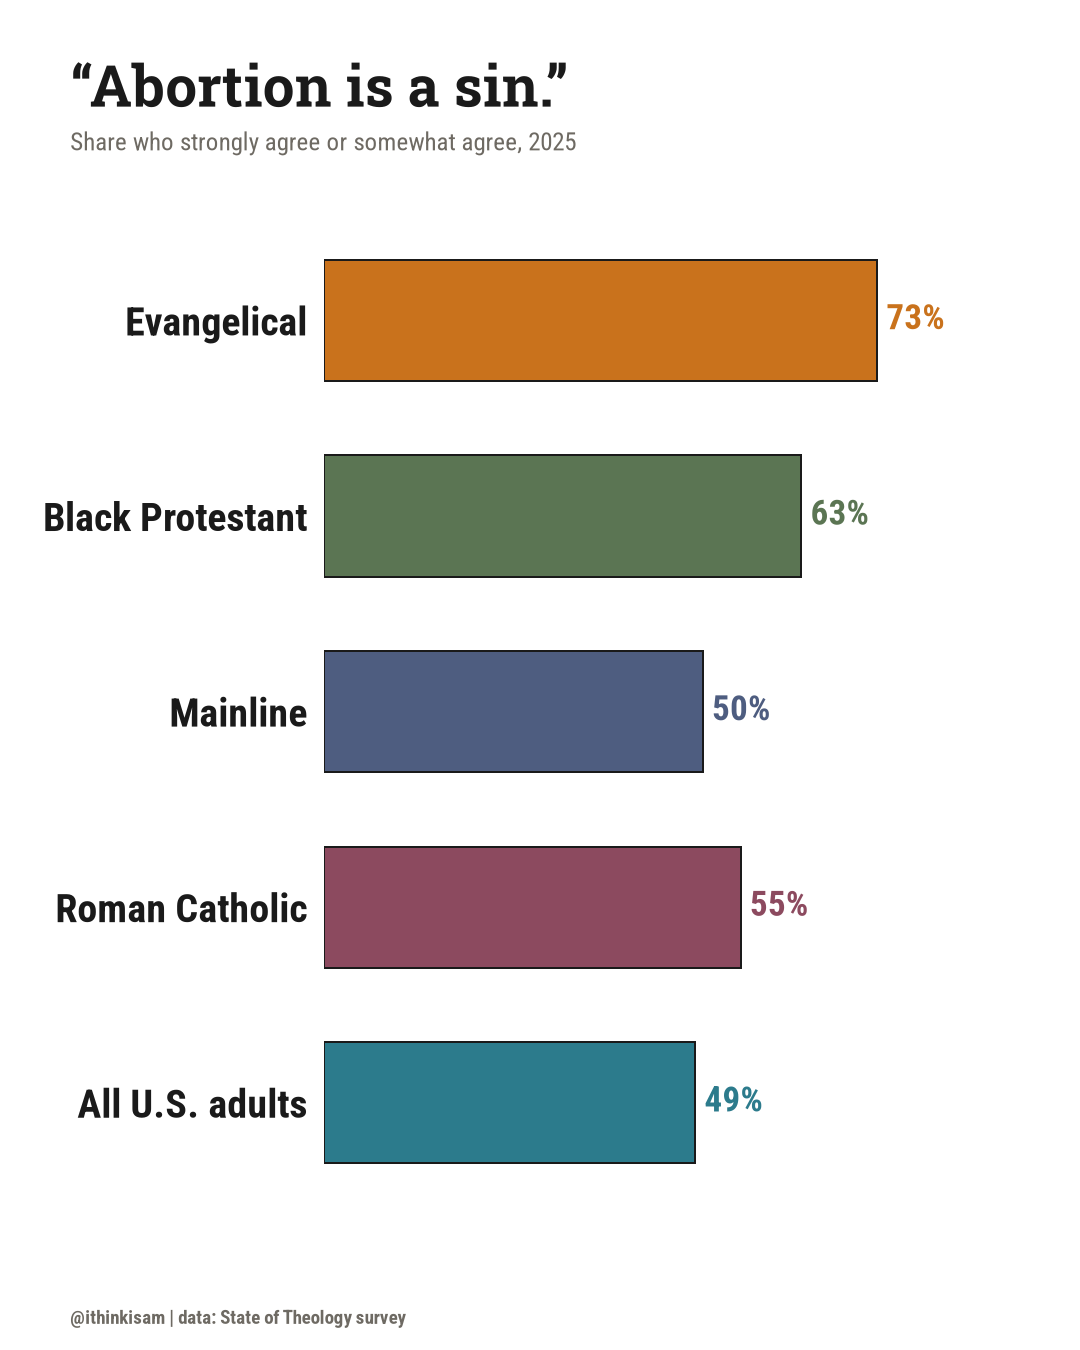 “Abortion is a sin.”
Share who strongly agree or somewhat agree, 2025
Evangelical 73%
Black Protestant 63%
Mainline 50%
Roman Catholic 55%
All U.S. adults 49%
@ithinkisam | data: State of Theology survey